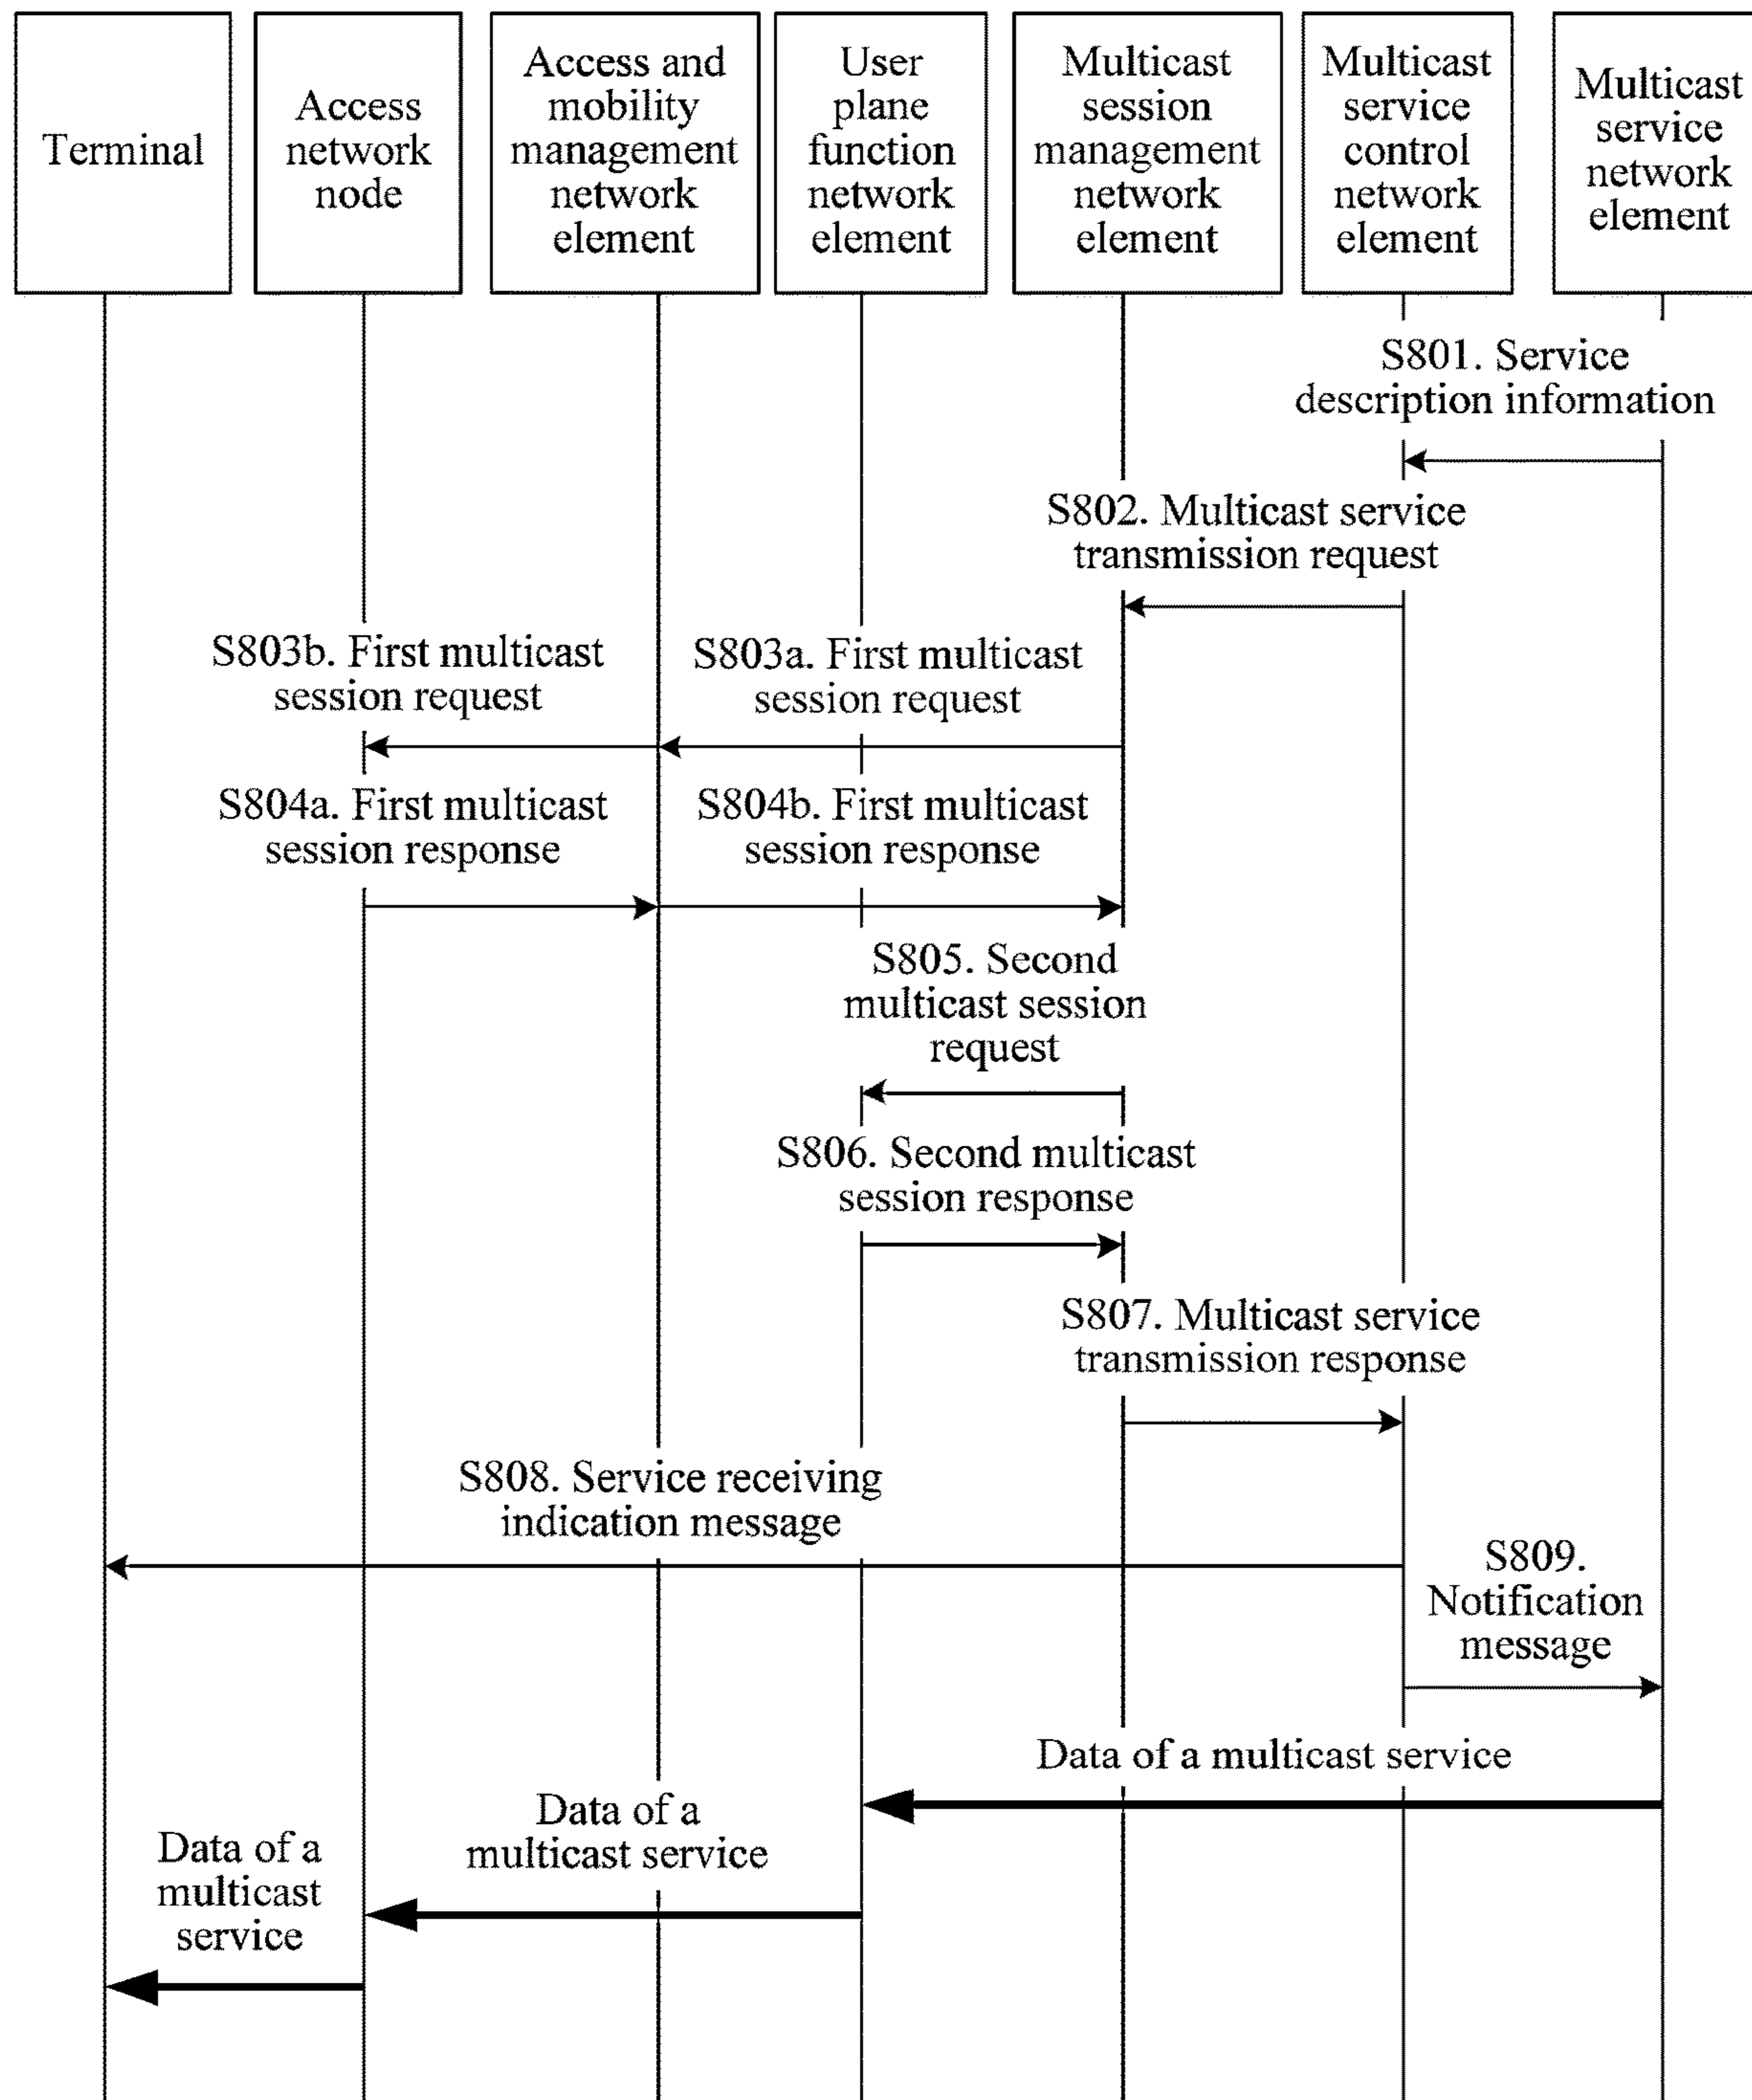 Terminal
Access
network
node
Access and
mobility
management
network
element
User
plane
function
network
element
Multicast
session
management
network
element
Multicast
service
control
network
element
Multicast
service
network
element
S801. Service
description information
S802. Multicast service
transmission request
S803b. First multicast
session request
S803a. First multicast
session request
S804a. First multicast
session response
S804b. First multicast
session response
S805. Second
multicast session
request
S806. Second multicast
session response
S807. Multicast service
transmission response
S808. Service receiving
indication message
S809.
Notification
message
Data of a multicast service
Data of a
multicast service
Data of a
multicast
service